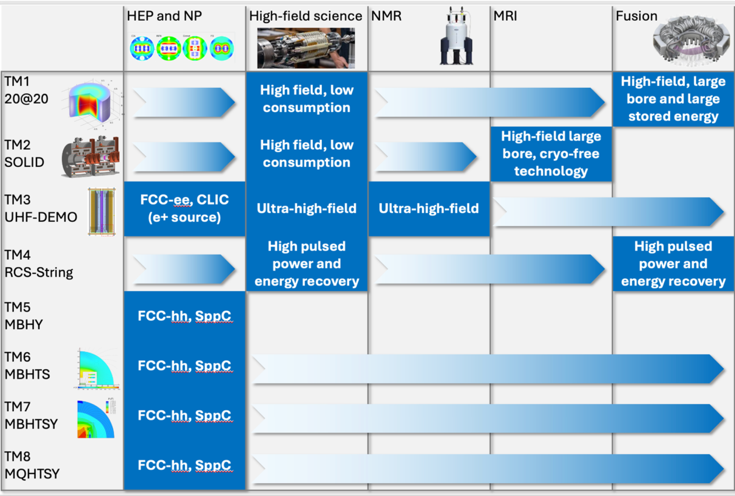 HEP and NP
High-field science
NMR
MRI
Fusion
TM1
20@20
High field, low
consumption
High-field, large
bore and large
stored energy
TM2
SOLID
High field, low
consumption
High-field large
bore, cryo-free
technology
TM3
UHF-DEMO
FCC-ee, CLIC
(e+ source)
Ultra-high-field
Ultra-high-field
TM4
RCS-String
High pulsed
power and
energy recovery
High pulsed
power and
energy recovery
TM5
MBHY
FCC-hh, SppC
TM6
MBHTS
FCC-hh, SppC
TM7
MBHTSY
FCC-hh, SppC
TM8
MQHTSY
FCC-hh, SppC